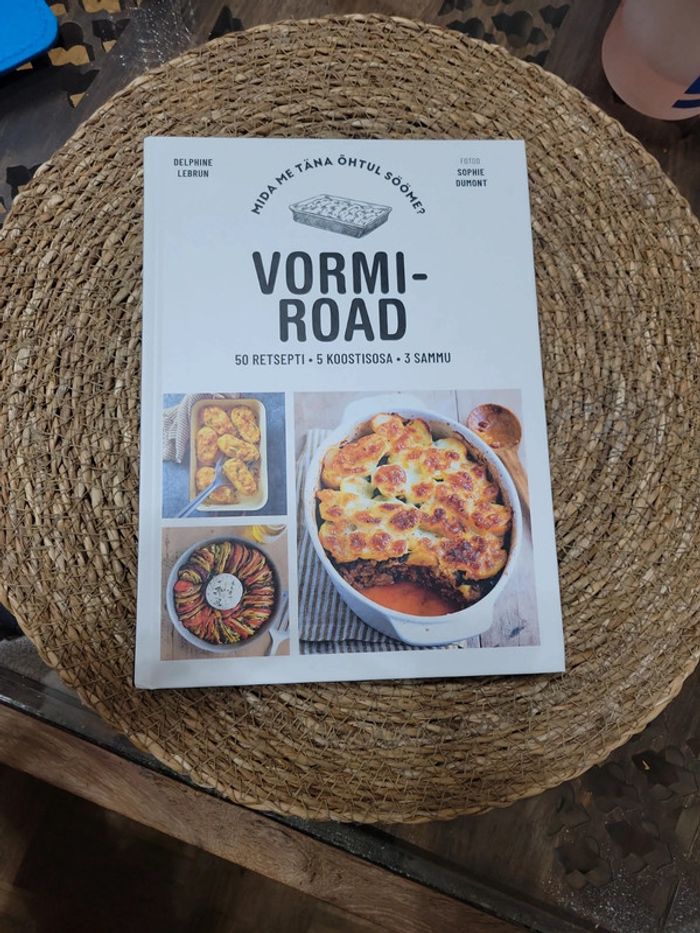 DELPHINE
LEBRUN
MIDA ME TÄNA ÕHTUL SÖÖME?
FOTOD
SOPHIE
DUMONT
VORMI-
ROAD
50 RETSEPTI • 5 KOOSTISOSA • 3 SAMMU